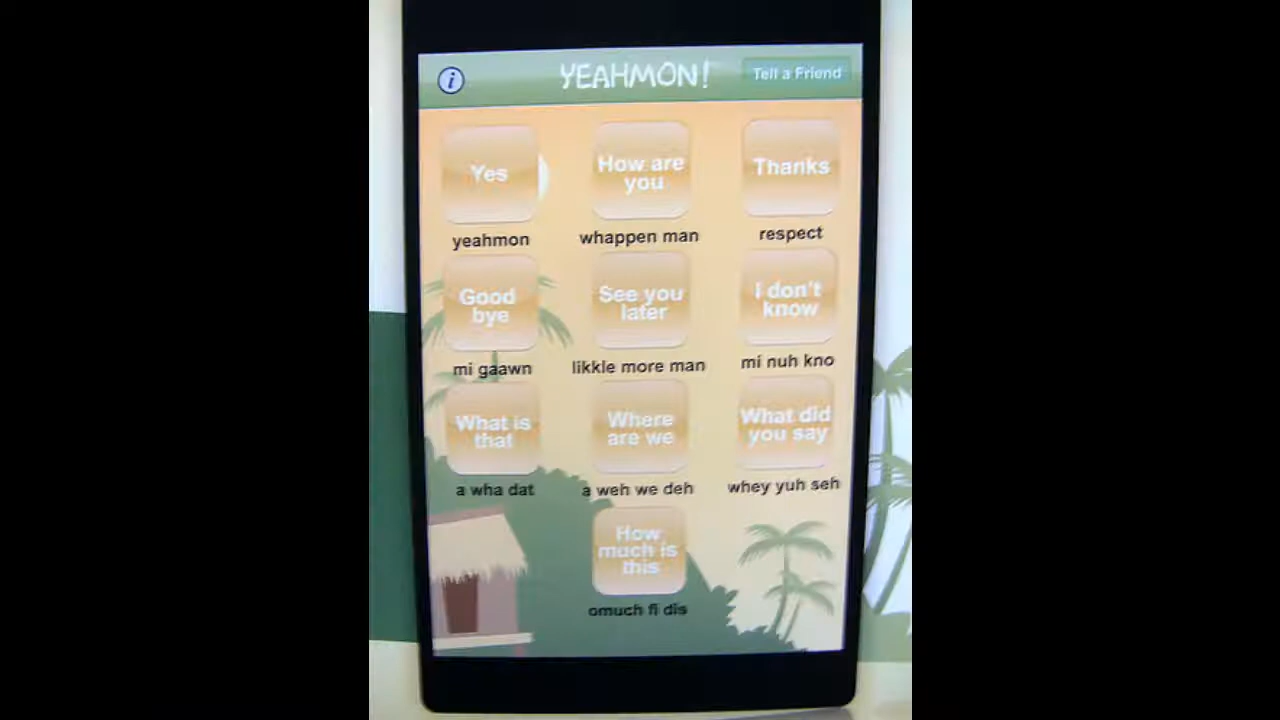 i
YEAHMON!
Tell a Friend
Yes
How are
you
Thanks
yeahmon
whappen man
respect
Good
bye
See you
later
I don't
know
mi gaawn
likkle more man
mi nuh kno
What is
that
Where
are we
What did
you say
a wha dat
a weh we deh
whey yuh seh
How
much is
this
omuch fi dis